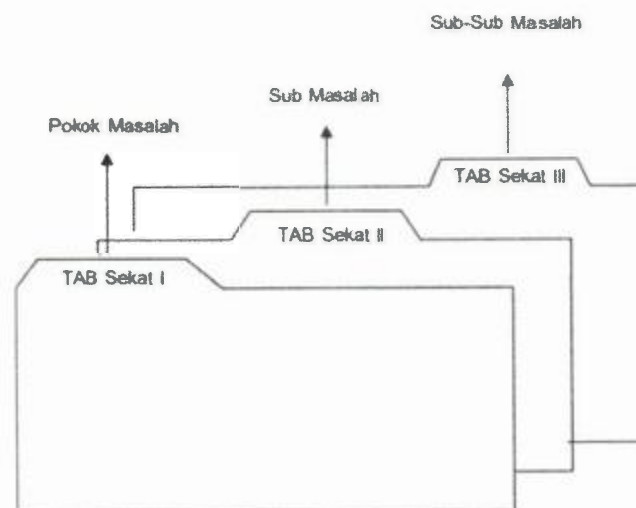 Sub-Sub Masalah
Sub Masalah
Pokok Masalah
TAB Sekat III
TAB Sekat II
TAB Sekat I